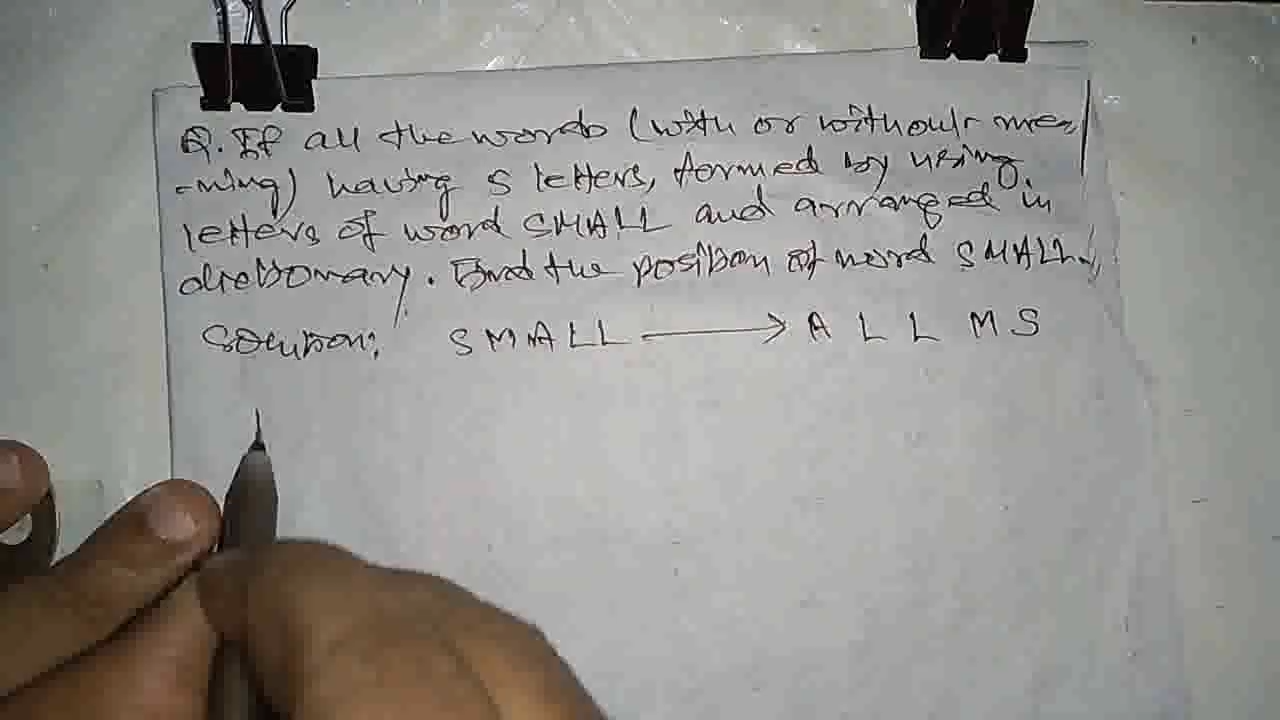 Q. If all the words (with or without mea
-ning) having 5 letters, formed by using
letters of word SMALL and arranged in
dictionary. Find the position of word SMALL.
Solution: SMALL → A L L M S